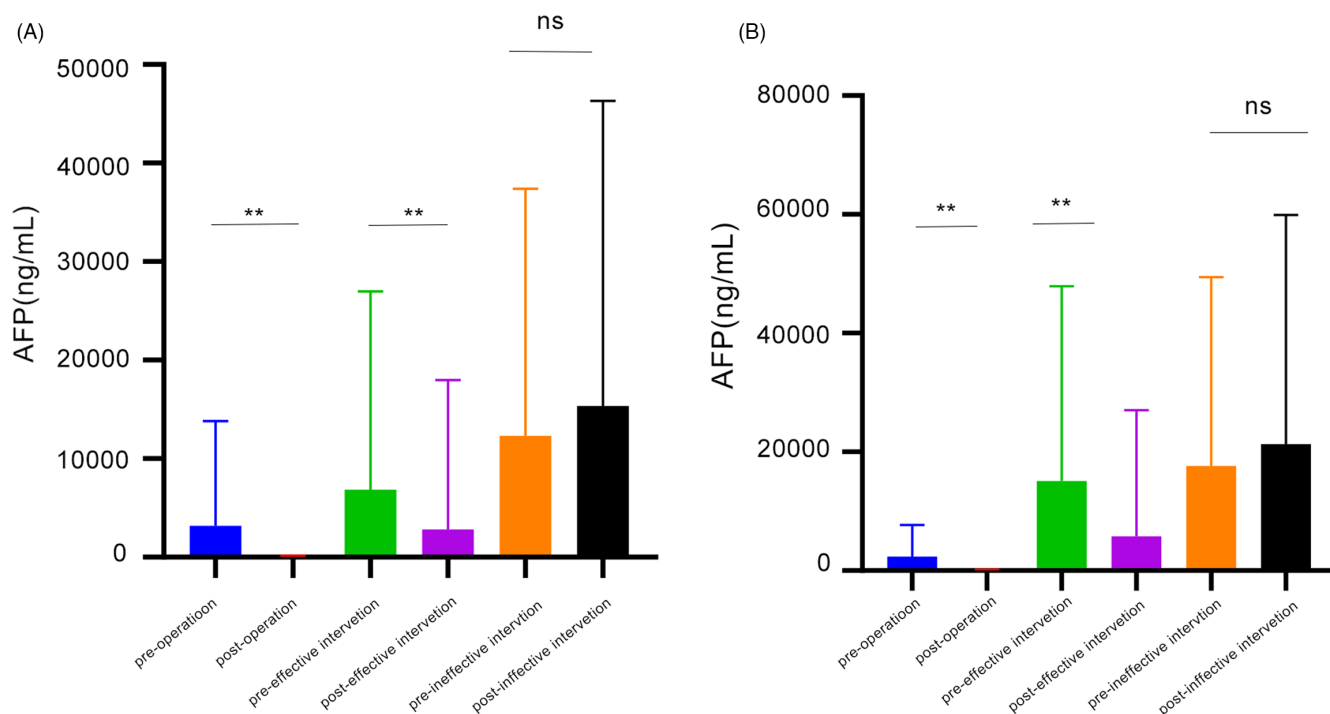 (A)
AFP(ng/mL)
50000
40000
30000
20000
10000
0
**
**
ns
pre-operatioon
post-operation
pre-effective intervetion
post-effective intervetion
pre-ineffective intervition
post-inffective intervetion
(B)
AFP(ng/mL)
80000
60000
40000
20000
0
**
**
ns
pre-operatioon
post-operation
pre-effective intervetion
post-effective intervetion
pre-ineffective intervtion
post-inffective intervetion